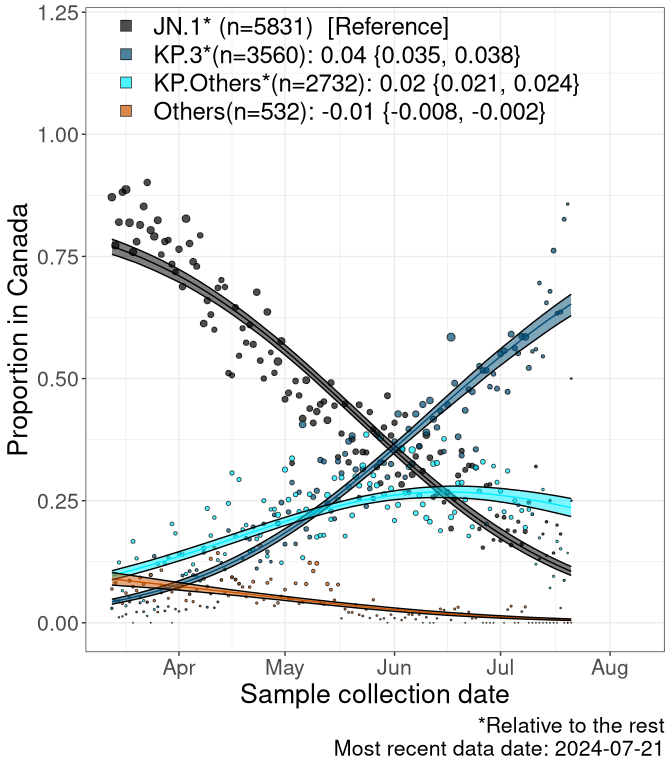 JN.1* (n=5831)  [Reference]
KP.3*(n=3560): 0.04 {0.035, 0.038}
KP.Others*(n=2732): 0.02 {0.021, 0.024}
Others(n=532): -0.01 {-0.008, -0.002}
1.25
1.00
0.75
0.50
0.25
0.00
Proportion in Canada
Apr May Jun Jul Aug
Sample collection date
*Relative to the rest
Most recent data date: 2024-07-21